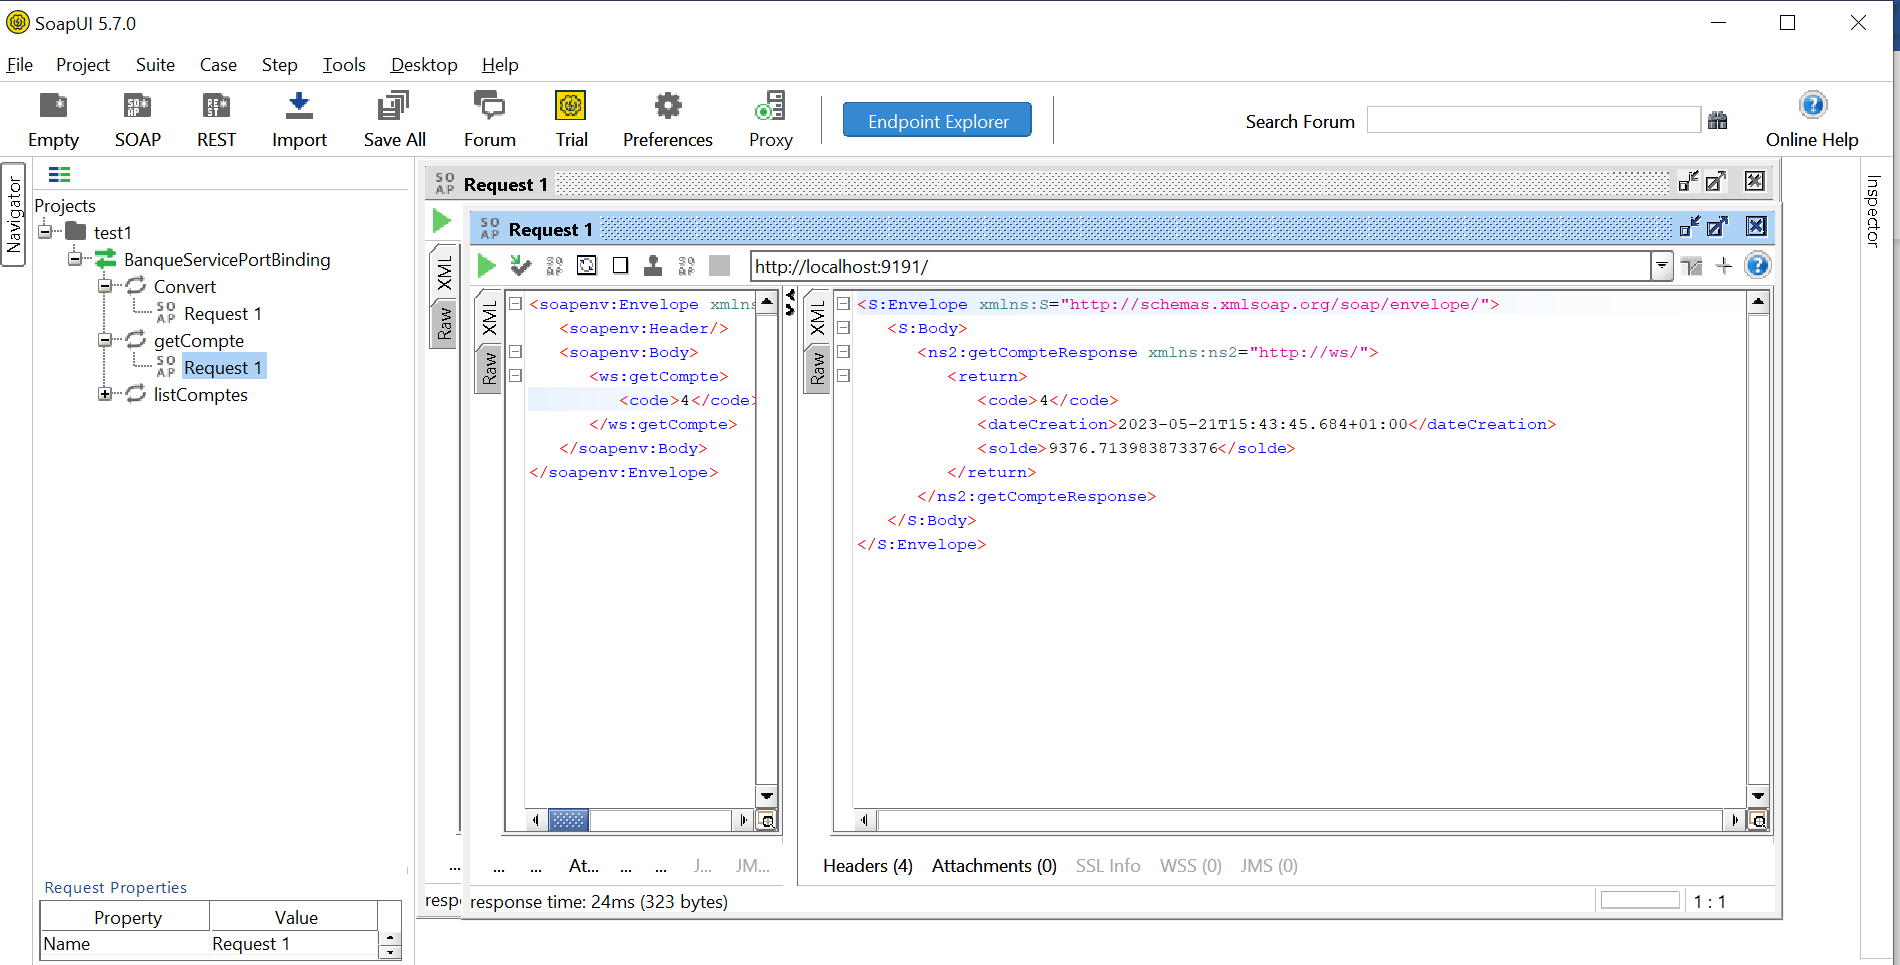 SoapUI 5.7.0
File Project Suite Case Step Tools Desktop Help
Empty SOAP REST Import Save All Forum Trial Preferences Proxy Endpoint Explorer Search Forum Online Help
Navigator
Projects
test1
BanqueServicePortBinding
Convert
SOAP Request 1
getCompte
SOAP Request 1
listComptes
Request Properties
Property Value
Name Request 1
SOAP Request 1
XML
Raw
SOAP Request 1
http://localhost:9191/
XML
Raw
<soapenv:Envelope xmlns
<soapenv:Header/>
<soapenv:Body>
<ws:getCompte>
<code>4</code>
</ws:getCompte>
</soapenv:Body>
</soapenv:Envelope>
XML
Raw
<S:Envelope xmlns:S="http://schemas.xmlsoap.org/soap/envelope/">
<S:Body>
<ns2:getCompteResponse xmlns:ns2="http://ws/">
<return>
<code>4</code>
<dateCreation>2023-05-21T15:43:45.684+01:00</dateCreation>
<solde>9376.713983873376</solde>
</return>
</ns2:getCompteResponse>
</S:Body>
</S:Envelope>
... ... ... At... ... ... J... JM...
Headers (4) Attachments (0) SSL Info WSS (0) JMS (0)
respo
response time: 24ms (323 bytes)
1 : 1
Inspector